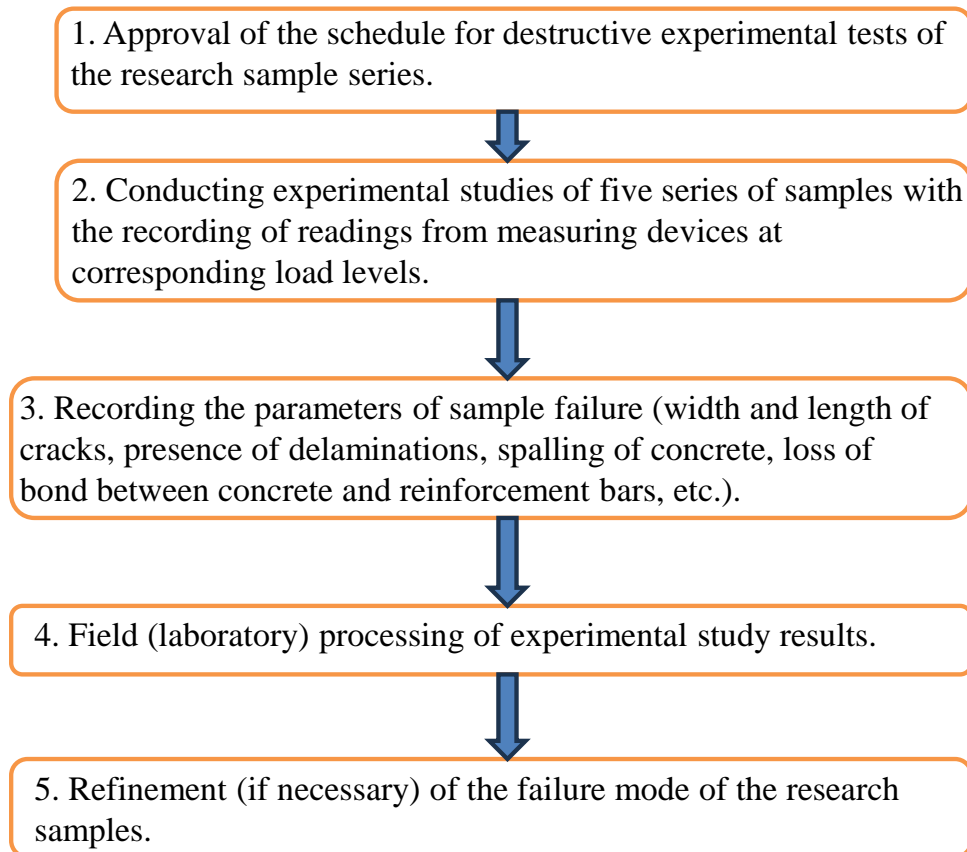 1. Approval of the schedule for destructive experimental tests of
the research sample series.
2. Conducting experimental studies of five series of samples with
the recording of readings from measuring devices at
corresponding load levels.
3. Recording the parameters of sample failure (width and length of
cracks, presence of delaminations, spalling of concrete, loss of
bond between concrete and reinforcement bars, etc.).
4. Field (laboratory) processing of experimental study results.
5. Refinement (if necessary) of the failure mode of the research
samples.